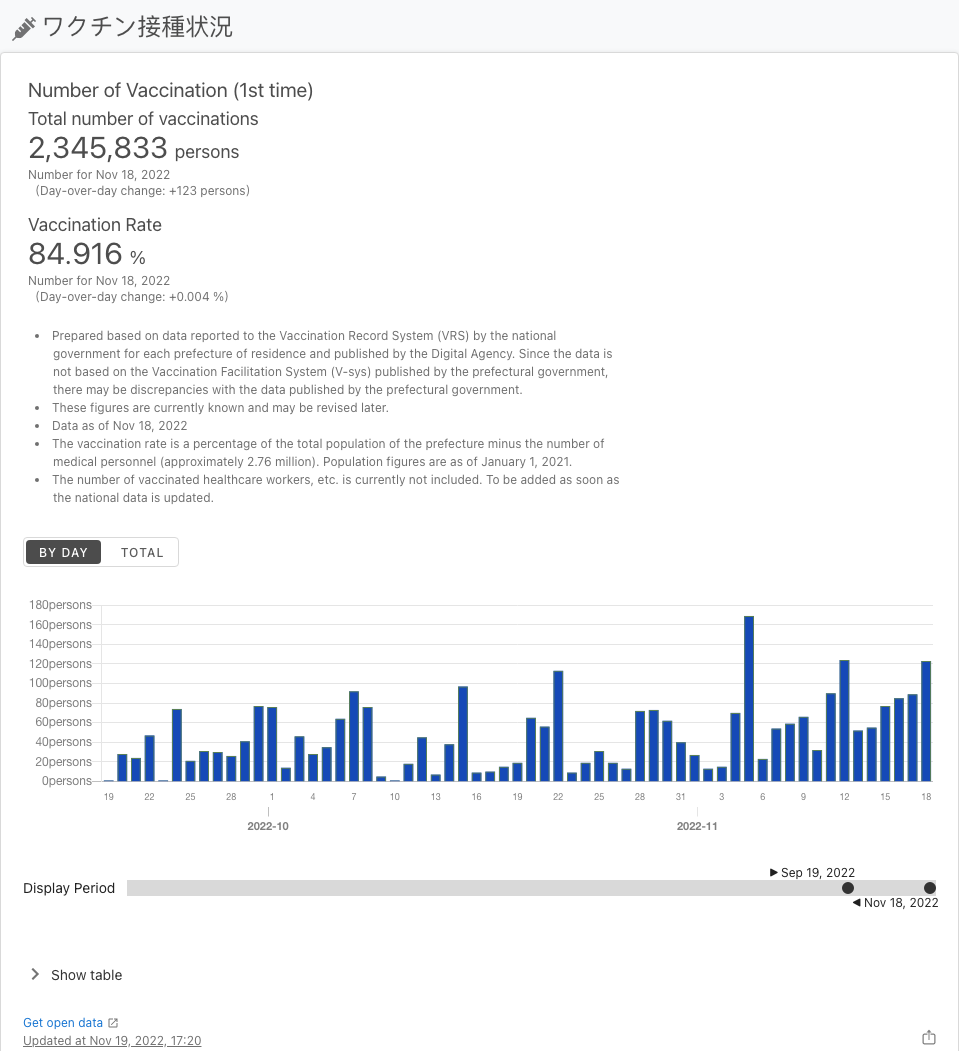 ワクチン接種状況
Number of Vaccination (1st time)
Total number of vaccinations
2,345,833 persons
Number for Nov 18, 2022
(Day-over-day change: +123 persons)
Vaccination Rate
84.916 %
Number for Nov 18, 2022
(Day-over-day change: +0.004 %)
• Prepared based on data reported to the Vaccination Record System (VRS) by the national
government for each prefecture of residence and published by the Digital Agency. Since the data is
not based on the Vaccination Facilitation System (V-sys) published by the prefectural government,
there may be discrepancies with the data published by the prefectural government.
• These figures are currently known and may be revised later.
• Data as of Nov 18, 2022
• The vaccination rate is a percentage of the total population of the prefecture minus the number of
medical personnel (approximately 2.76 million). Population figures are as of January 1, 2021.
• The number of vaccinated healthcare workers, etc. is currently not included. To be added as soon as
the national data is updated.
BY DAY TOTAL
180persons
160persons
140persons
120persons
100persons
80persons
60persons
40persons
20persons
0persons
19 22 25 28 1 4 7 10 13 16 19 22 25 28 31 3 6 9 12 15 18
2022-10 2022-11
Sep 19, 2022
Display Period
Nov 18, 2022
Show table
Get open data
Updated at Nov 19, 2022, 17:20